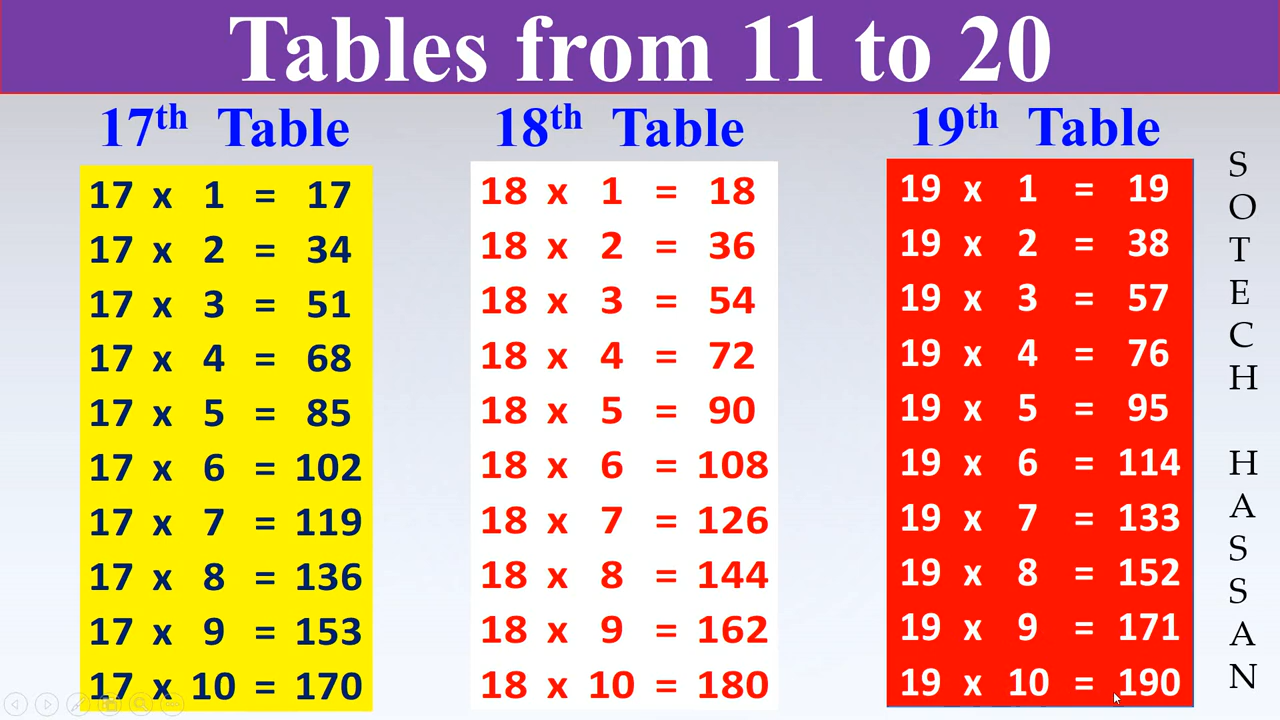 Tables from 11 to 20
17th Table
17 x 1 = 17
17 x 2 = 34
17 x 3 = 51
17 x 4 = 68
17 x 5 = 85
17 x 6 = 102
17 x 7 = 119
17 x 8 = 136
17 x 9 = 153
17 x 10 = 170
18th Table
18 x 1 = 18
18 x 2 = 36
18 x 3 = 54
18 x 4 = 72
18 x 5 = 90
18 x 6 = 108
18 x 7 = 126
18 x 8 = 144
18 x 9 = 162
18 x 10 = 180
19th Table
19 x 1 = 19
19 x 2 = 38
19 x 3 = 57
19 x 4 = 76
19 x 5 = 95
19 x 6 = 114
19 x 7 = 133
19 x 8 = 152
19 x 9 = 171
19 x 10 = 190
SOTECH HASSAN